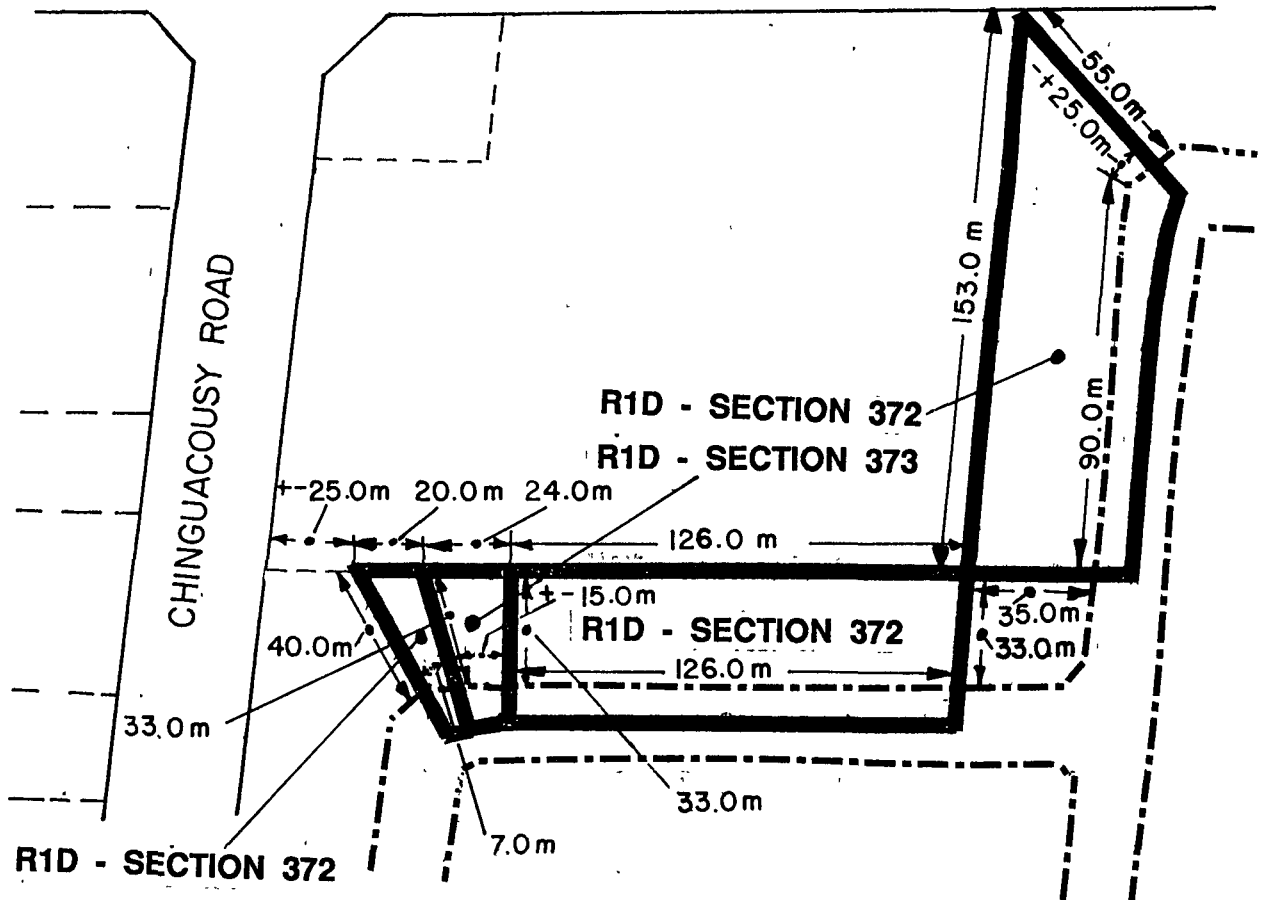 55.0m
-+25.0m
153.0 m
CHINGUACOUSY ROAD
R1D - SECTION 372
90.0m
R1D - SECTION 373
+-25.0m 20.0m 24.0m
126.0 m
+-15.0m
35.0m
R1D - SECTION 372
40.0m
33.0m
126.0m
33.0m
33.0m
7.0m
R1D - SECTION 372